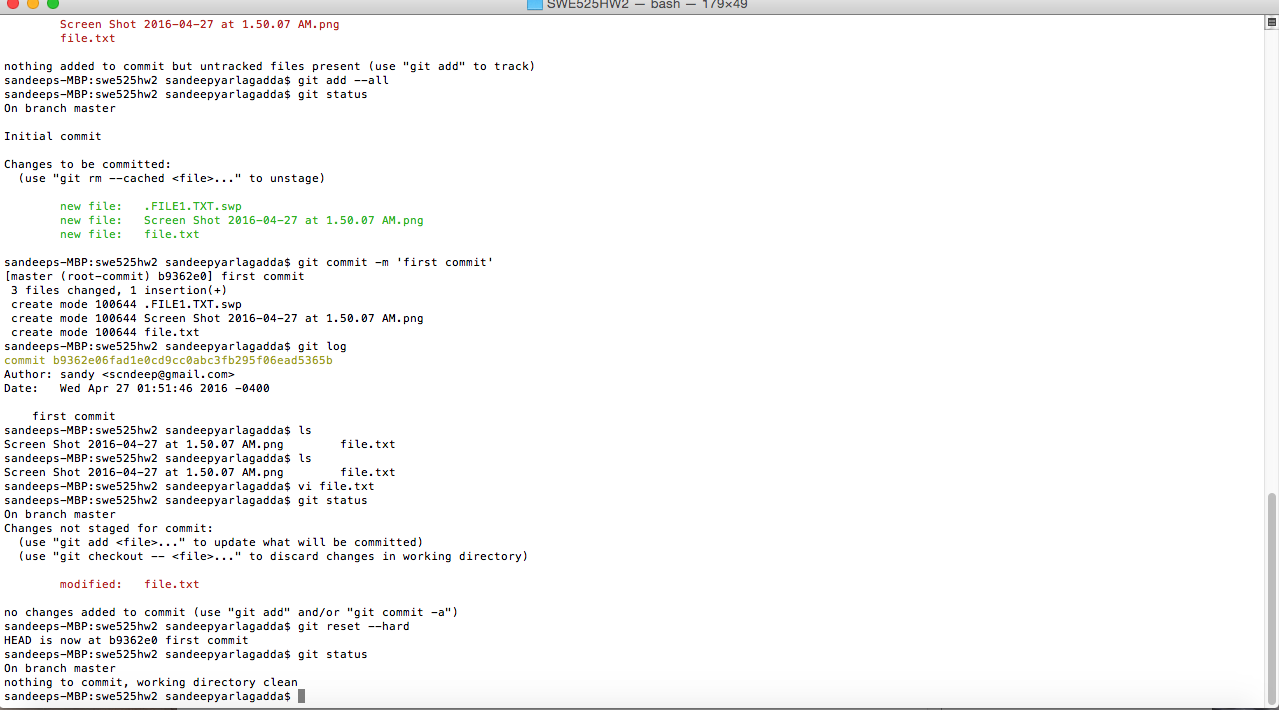 SWE525HW2 — bash — 179×49
Screen Shot 2016-04-27 at 1.50.07 AM.png
file.txt
nothing added to commit but untracked files present (use "git add" to track)
sandeeps-MBP:swe525hw2 sandeepyarlagadda$ git add --all
sandeeps-MBP:swe525hw2 sandeepyarlagadda$ git status
On branch master
Initial commit
Changes to be committed:
(use "git rm --cached <file>..." to unstage)
new file:   .FILE1.TXT.swp
new file:   Screen Shot 2016-04-27 at 1.50.07 AM.png
new file:   file.txt
sandeeps-MBP:swe525hw2 sandeepyarlagadda$ git commit -m 'first commit'
[master (root-commit) b9362e0] first commit
3 files changed, 1 insertion(+)
create mode 100644 .FILE1.TXT.swp
create mode 100644 Screen Shot 2016-04-27 at 1.50.07 AM.png
create mode 100644 file.txt
sandeeps-MBP:swe525hw2 sandeepyarlagadda$ git log
commit b9362e06fad1e0cd9cc0abc3fb295f06ead5365b
Author: sandy <scndeep@gmail.com>
Date:   Wed Apr 27 01:51:46 2016 -0400
first commit
sandeeps-MBP:swe525hw2 sandeepyarlagadda$ ls
Screen Shot 2016-04-27 at 1.50.07 AM.png        file.txt
sandeeps-MBP:swe525hw2 sandeepyarlagadda$ ls
Screen Shot 2016-04-27 at 1.50.07 AM.png        file.txt
sandeeps-MBP:swe525hw2 sandeepyarlagadda$ vi file.txt
sandeeps-MBP:swe525hw2 sandeepyarlagadda$ git status
On branch master
Changes not staged for commit:
(use "git add <file>..." to update what will be committed)
(use "git checkout -- <file>..." to discard changes in working directory)
modified:   file.txt
no changes added to commit (use "git add" and/or "git commit -a")
sandeeps-MBP:swe525hw2 sandeepyarlagadda$ git reset --hard
HEAD is now at b9362e0 first commit
sandeeps-MBP:swe525hw2 sandeepyarlagadda$ git status
On branch master
nothing to commit, working directory clean
sandeeps-MBP:swe525hw2 sandeepyarlagadda$